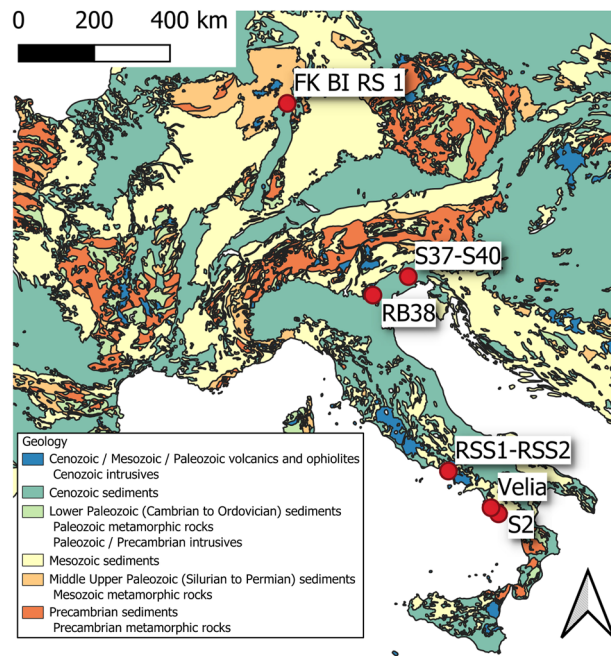 0 200 400 km
FK BI RS 1
S37-S40
RB38
RSS1-RSS2
Velia
S2
Geology
Cenozoic / Mesozoic / Paleozoic volcanics and ophiolites
Cenozoic intrusives
Cenozoic sediments
Lower Paleozoic (Cambrian to Ordovician) sediments
Paleozoic metamorphic rocks
Paleozoic / Precambrian intrusives
Mesozoic sediments
Middle Upper Paleozoic (Silurian to Permian) sediments
Mesozoic metamorphic rocks
Precambrian sediments
Precambrian metamorphic rocks